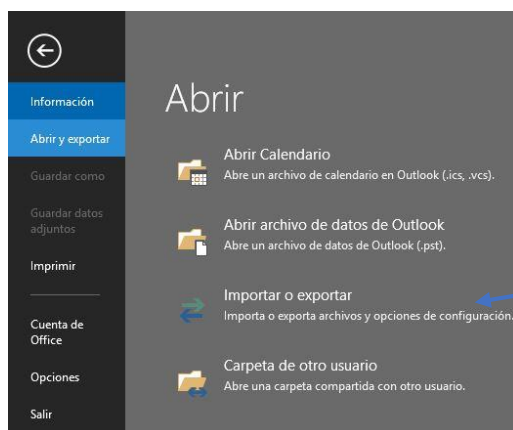 Información
Abrir y exportar
Guardar como
Guardar datos
adjuntos
Imprimir
Cuenta de
Office
Opciones
Salir
Abrir
Abrir Calendario
Abre un archivo de calendario en Outlook (.ics, .vcs).
Abrir archivo de datos de Outlook
Abre un archivo de datos de Outlook (.pst).
Importar o exportar
Importa o exporta archivos y opciones de configuración.
Carpeta de otro usuario
Abre una carpeta compartida con otro usuario.